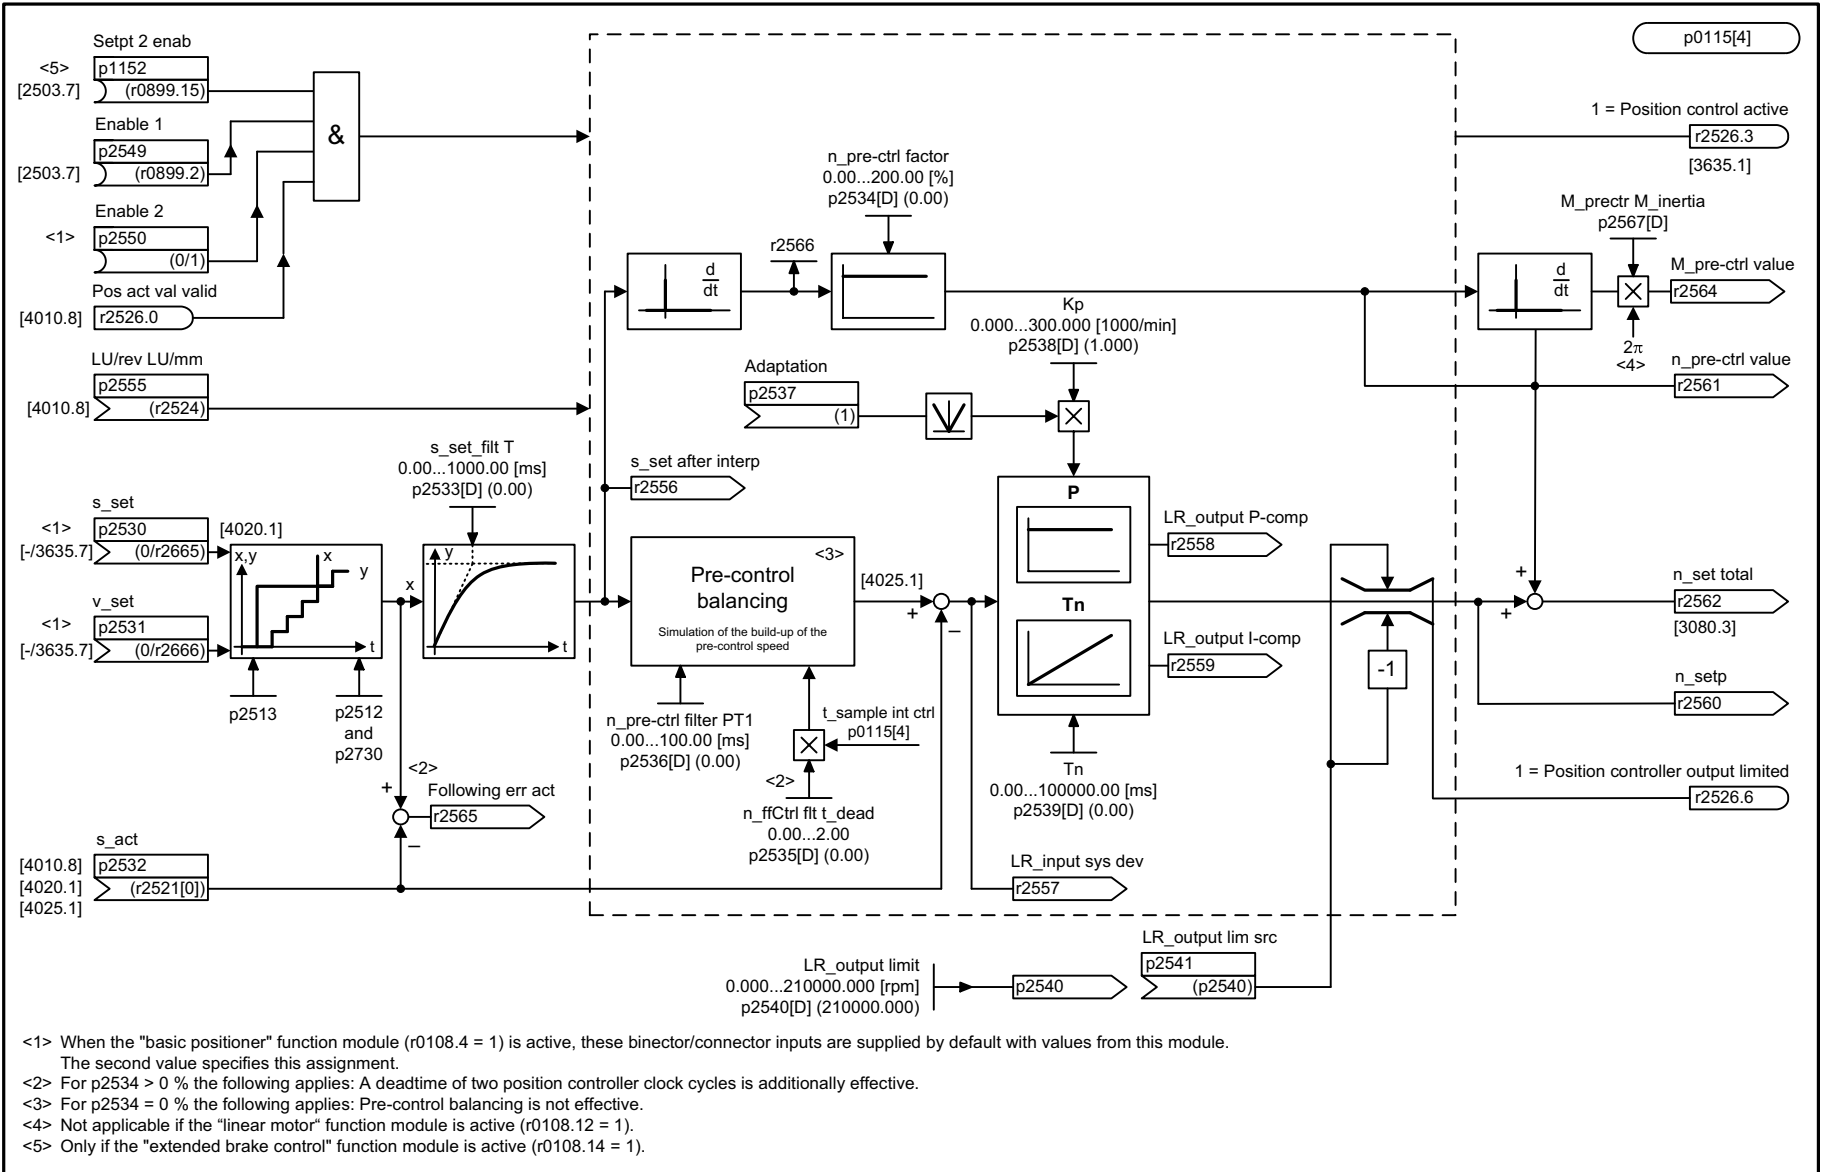 Setpt 2 enab
<5>
p1152
[2503.7]
(r0899.15)
Enable 1
p2549
[2503.7]
(r0899.2)
Enable 2
<1>
p2550
(0/1)
Pos act val valid
[4010.8]
r2526.0
&
LU/rev LU/mm
p2555
[4010.8]
(r2524)
p0115[4]
1 = Position control active
r2526.3
[3635.1]
n_pre-ctrl factor
0.00...200.00 [%]
p2534[D] (0.00)
r2566
d
dt
M_prectr M_inertia
p2567[D]
d
dt
M_pre-ctrl value
r2564
2π
<4>
n_pre-ctrl value
r2561
Kp
0.000...300.000 [1000/min]
p2538[D] (1.000)
Adaptation
p2537
(1)
s_set_filt T
0.00...1000.00 [ms]
p2533[D] (0.00)
s_set after interp
r2556
s_set
<1>
p2530
[-/3635.7]
(0/r2665)
[4020.1]
x,y
x
y
t
v_set
<1>
p2531
[-/3635.7]
(0/r2666)
p2513
p2512
and
p2730
x
y
t
<3>
Pre-control
balancing
Simulation of the build-up of the
pre-control speed
[4025.1]
+
–
n_pre-ctrl filter PT1
0.00...100.00 [ms]
p2536[D] (0.00)
t_sample int ctrl
p0115[4]
<2>
n_ffCtrl flt t_dead
0.00...2.00
p2535[D] (0.00)
P
Tn
LR_output P-comp
r2558
LR_output I-comp
r2559
Tn
0.00...100000.00 [ms]
p2539[D] (0.00)
-1
+
+
n_set total
r2562
[3080.3]
n_setp
r2560
1 = Position controller output limited
r2526.6
<2>
+
–
Following err act
r2565
s_act
[4010.8]
p2532
[4020.1]
(r2521[0])
[4025.1]
LR_input sys dev
r2557
LR_output limit
0.000...210000.000 [rpm]
p2540[D] (210000.000)
p2540
LR_output lim src
p2541
(p2540)
<1> When the "basic positioner" function module (r0108.4 = 1) is active, these binector/connector inputs are supplied by default with values from this module.
The second value specifies this assignment.
<2> For p2534 > 0 % the following applies: A deadtime of two position controller clock cycles is additionally effective.
<3> For p2534 = 0 % the following applies: Pre-control balancing is not effective.
<4> Not applicable if the “linear motor“ function module is active (r0108.12 = 1).
<5> Only if the "extended brake control" function module is active (r0108.14 = 1).